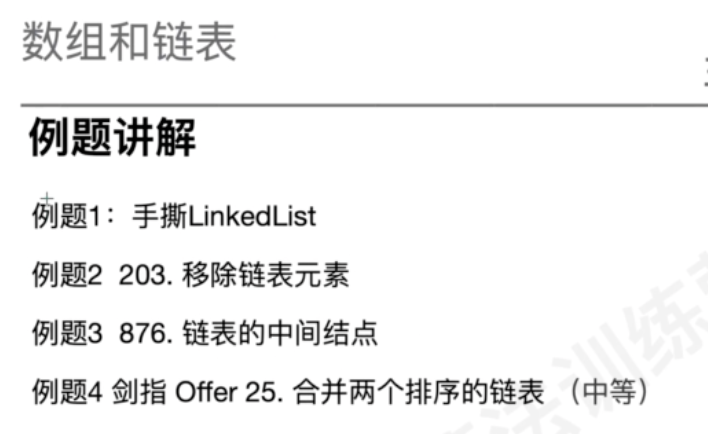 数组和链表
例题讲解
例题1：手撕LinkedList
例题2 203. 移除链表元素
例题3 876. 链表的中间结点
例题4 剑指 Offer 25. 合并两个排序的链表 （中等）
法训练